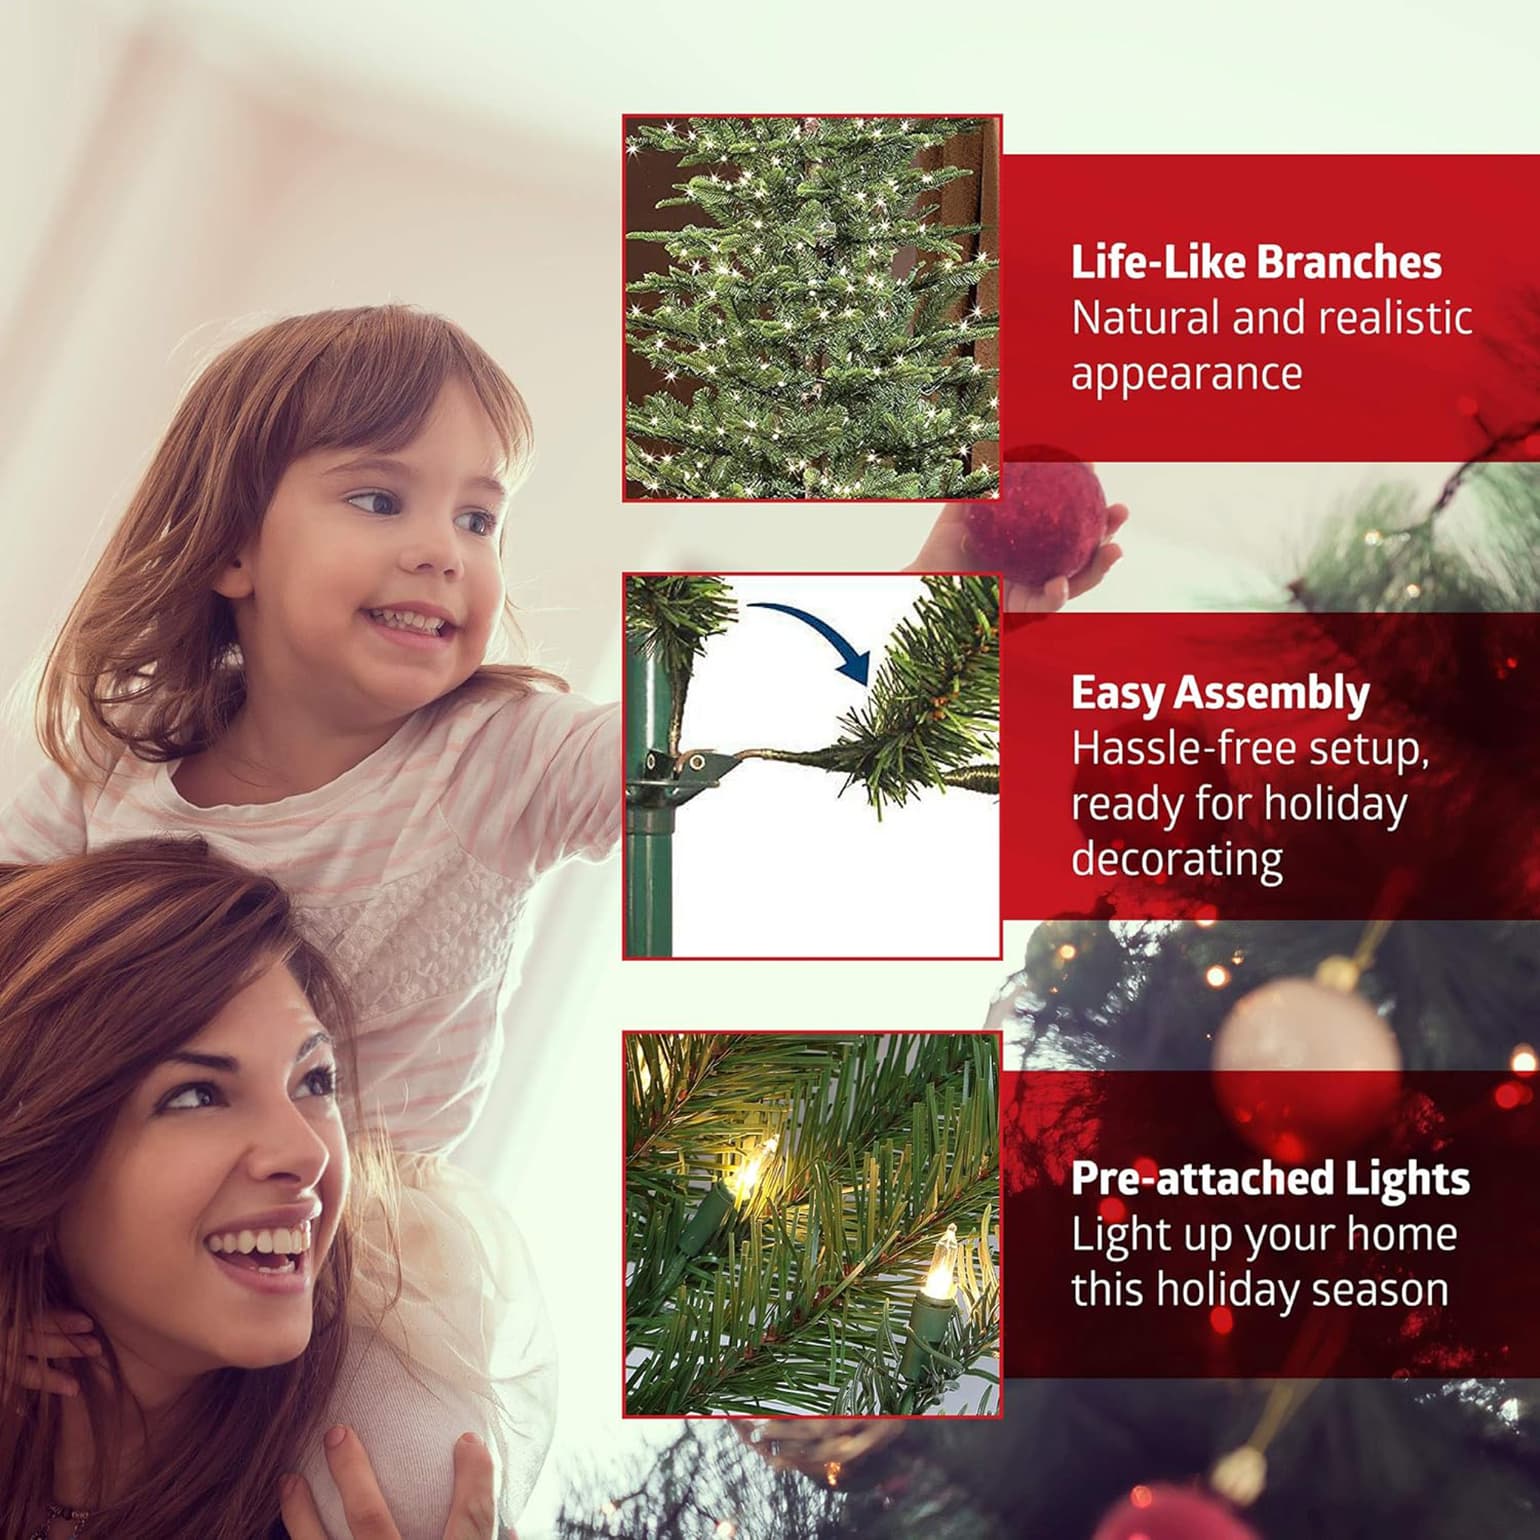 Life-Like Branches
Natural and realistic
appearance
Easy Assembly
Hassle-free setup,
ready for holiday
decorating
Pre-attached Lights
Light up your home
this holiday season